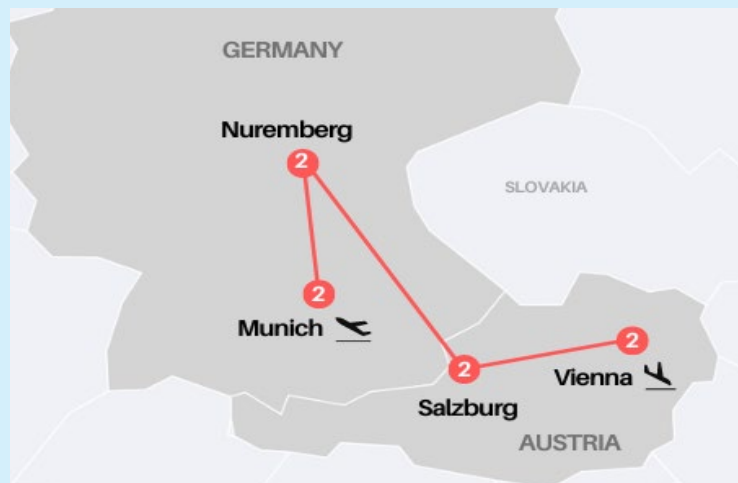 GERMANY
Nuremberg
2
SLOVAKIA
2
Munich
2
Vienna
2
Salzburg
AUSTRIA